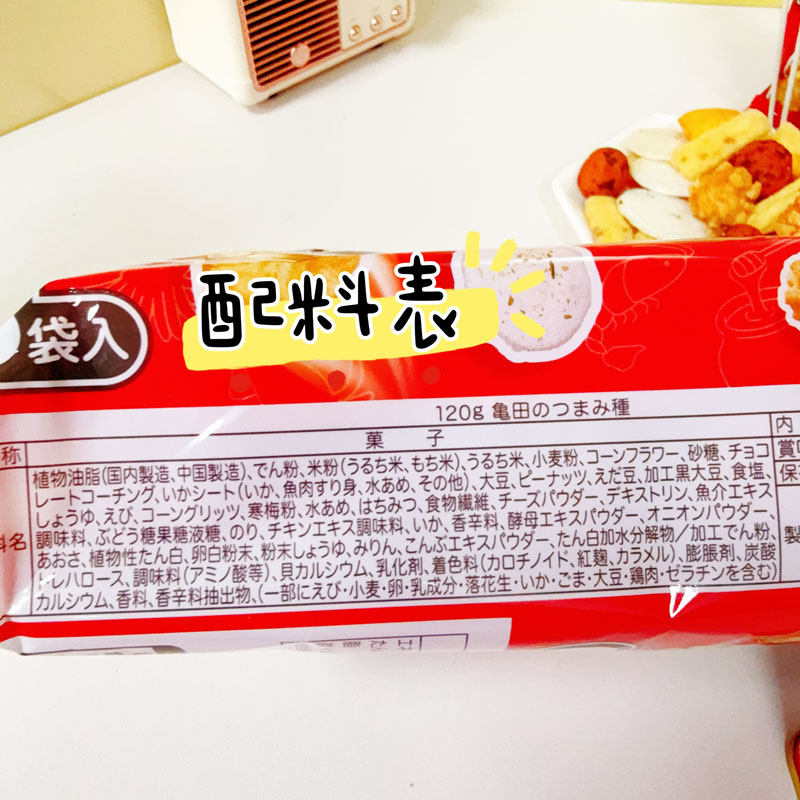 配料表
袋入
120g 亀田のつまみ種
称 菓子 内
植物油脂(国内製造、中国製造)、でん粉、米粉(うるち米、もち米)、うるち米、小麦粉、コーンフラワー、砂糖、チョコ 賞
レートコーチング、いかシート(いか、魚肉すり身、水あめ、その他)、大豆、ピーナッツ、えだ豆、加工黒大豆、食塩、 保
しょうゆ、えび、コーングリッツ、寒梅粉、水あめ、はちみつ、食物繊維、チーズパウダー、デキストリン、魚介エキス
料名 調味料、ぶどう糖果糖液糖、のり、チキンエキス調味料、いか、香辛料、酵母エキスパウダー、オニオンパウダー、 製
あおさ、植物性たん白、卵白粉末、粉末しょうゆ、みりん、こんぶエキスパウダー、たん白加水分解物/加工でん粉、
トレハロース、調味料(アミノ酸等)、貝カルシウム、乳化剤、着色料(カロチノイド、紅麹、カラメル)、膨脹剤、炭酸
カルシウム、香料、香辛料抽出物、(一部にえび・小麦・卵・乳成分・落花生・いか・ごま・大豆・鶏肉・ゼラチンを含む)